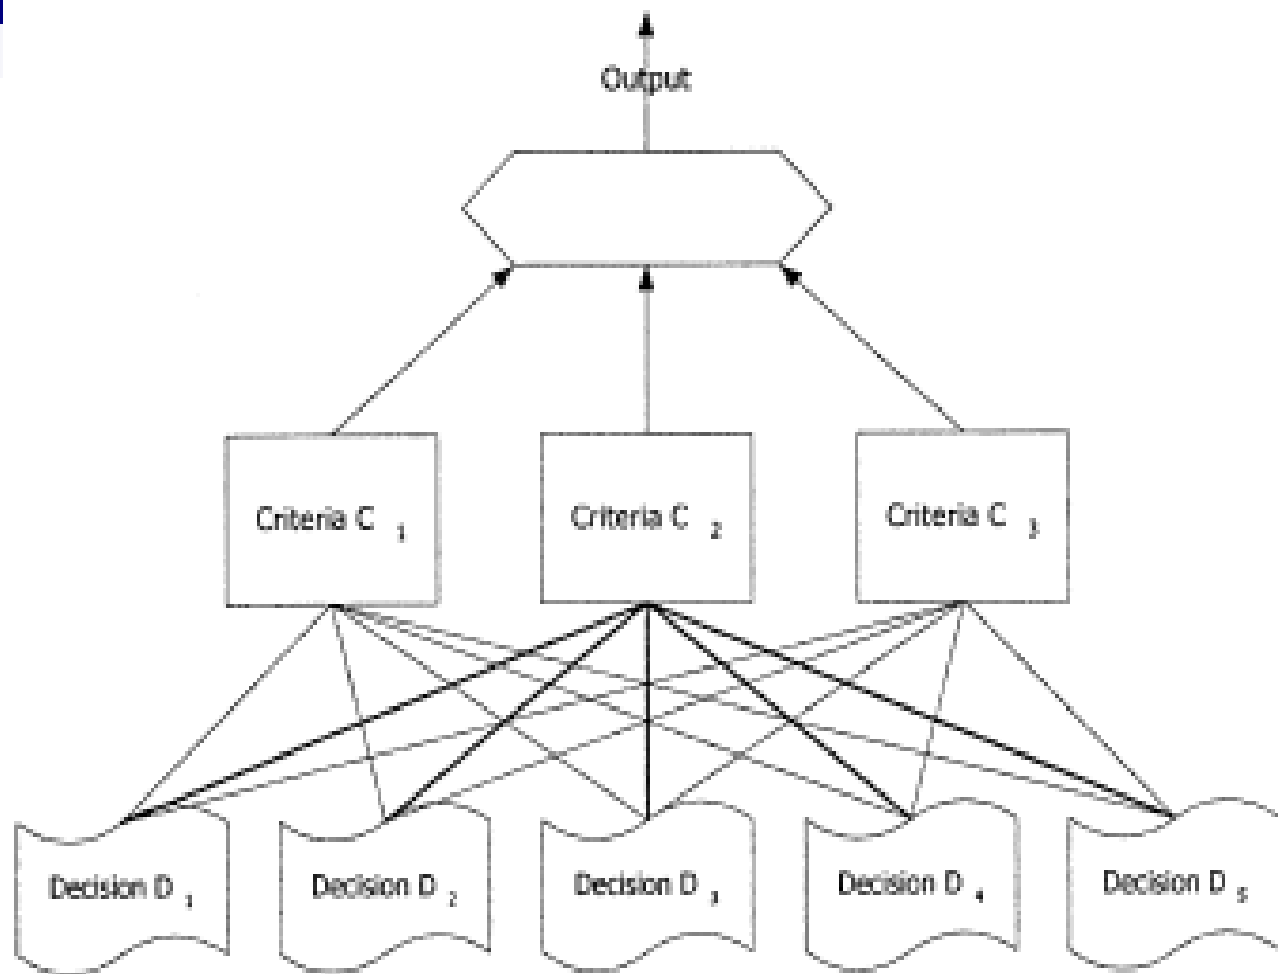 Output
Criteria C 1
Criteria C 2
Criteria C 3
Decision D 1
Decision D 2
Decision D 3
Decision D 4
Decision D 5